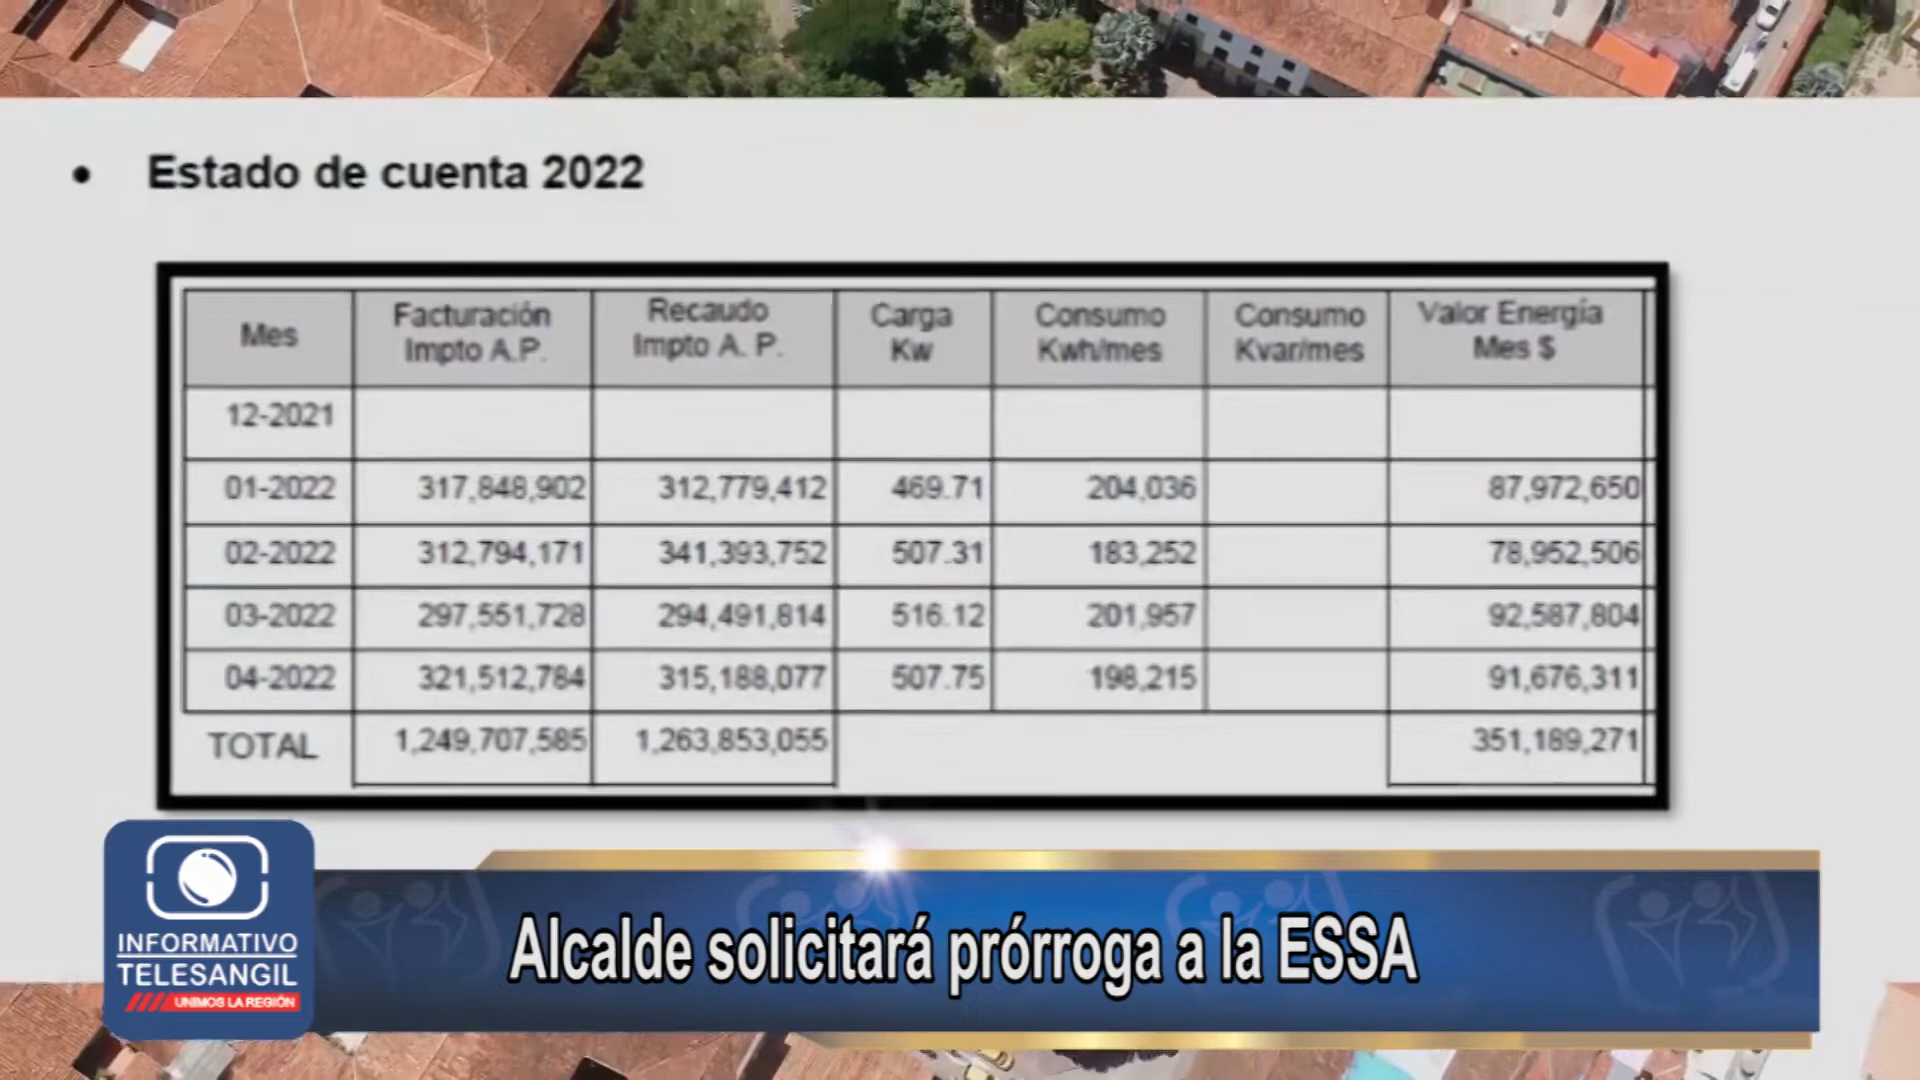 • Estado de cuenta 2022
Mes Facturación Impto A.P. Recaudo Impto A. P. Carga Kw Consumo Kwh/mes Consumo Kvar/mes Valor Energía Mes $
12-2021
01-2022 317,848,902 312,779,412 469.71 204,036 87,972,650
02-2022 312,794,171 341,393,752 507.31 183,252 78,952,506
03-2022 297,551,728 294,491,814 516.12 201,957 92,587,804
04-2022 321,512,784 315,188,077 507.75 198,215 91,676,311
TOTAL 1,249,707,585 1,263,853,055 351,189,271
INFORMATIVO
TELESANGIL
UNIMOS LA REGIÓN
Alcalde solicitará prórroga a la ESSA